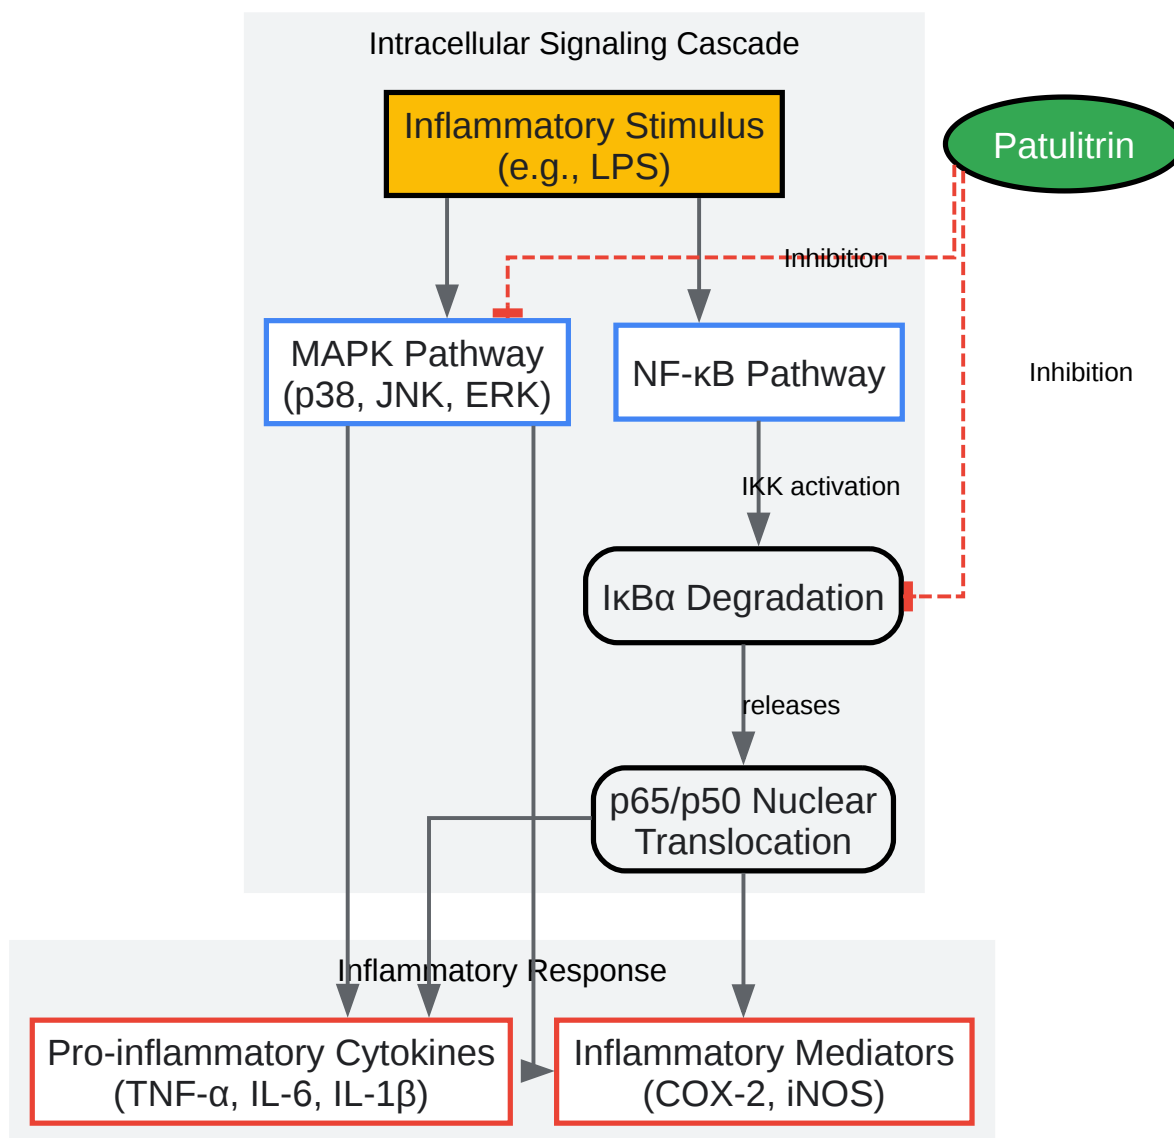 Intracellular Signaling Cascade
Inflammatory Stimulus
(e.g., LPS)
Patulitrin
Inhibition
MAPK Pathway
(p38, JNK, ERK)
NF-κB Pathway
Inhibition
IKK activation
IκBα Degradation
releases
p65/p50 Nuclear
Translocation
Inflammatory Response
Pro-inflammatory Cytokines
(TNF-α, IL-6, IL-1β)
Inflammatory Mediators
(COX-2, iNOS)